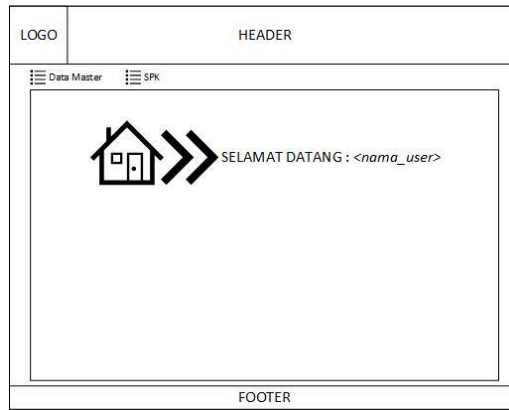 LOGO HEADER
Data Master SPK
SELAMAT DATANG : <nama_user>
FOOTER